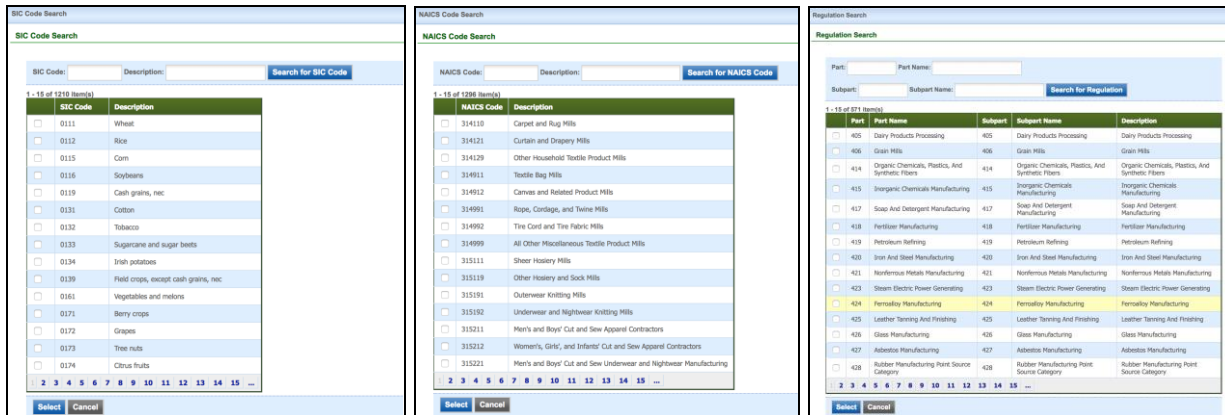 SIC Code Search
SIC Code Search
SIC Code: Description: Search for SIC Code
1 - 15 of 1210 item(s)
SIC Code Description
0111 Wheat
0112 Rice
0115 Corn
0116 Soybeans
0119 Cash grains, nec
0131 Cotton
0132 Tobacco
0133 Sugarcane and sugar beets
0134 Irish potatoes
0139 Field crops, except cash grains, nec
0161 Vegetables and melons
0171 Berry crops
0172 Grapes
0173 Tree nuts
0174 Citrus fruits
2 3 4 5 6 7 8 9 10 11 12 13 14 15 ...
Select Cancel
NAICS Code Search
NAICS Code Search
NAICS Code: Description: Search for NAICS Code
1 - 15 of 1296 item(s)
NAICS Code Description
314110 Carpet and Rug Mills
314121 Curtain and Drapery Mills
314129 Other Household Textile Product Mills
314911 Textile Bag Mills
314912 Canvas and Related Product Mills
314991 Rope, Cordage, and Twine Mills
314992 Tire Cord and Tire Fabric Mills
314999 All Other Miscellaneous Textile Product Mills
315111 Sheer Hosiery Mills
315119 Other Hosiery and Sock Mills
315191 Outerwear Knitting Mills
315192 Underwear and Nightwear Knitting Mills
315211 Men's and Boys' Cut and Sew Apparel Contractors
315212 Women's, Girls', and Infants' Cut and Sew Apparel Contractors
315221 Men's and Boys' Cut and Sew Underwear and Nightwear Manufacturing
2 3 4 5 6 7 8 9 10 11 12 13 14 15 ...
Select Cancel
Regulation Search
Regulation Search
Part: Part Name:
Subpart: Subpart Name: Search for Regulation
1 - 15 of 571 item(s)
Part Part Name Subpart Subpart Name Description
405 Dairy Products Processing 405 Dairy Products Processing Dairy Products Processing
406 Grain Mills 406 Grain Mills Grain Mills
414 Organic Chemicals, Plastics, And Synthetic Fibers 414 Organic Chemicals, Plastics, And Synthetic Fibers Organic Chemicals, Plastics, And Synthetic Fibers
415 Inorganic Chemicals Manufacturing 415 Inorganic Chemicals Manufacturing Inorganic Chemicals Manufacturing
417 Soap And Detergent Manufacturing 417 Soap And Detergent Manufacturing Soap And Detergent Manufacturing
418 Fertilizer Manufacturing 418 Fertilizer Manufacturing Fertilizer Manufacturing
419 Petroleum Refining 419 Petroleum Refining Petroleum Refining
420 Iron And Steel Manufacturing 420 Iron And Steel Manufacturing Iron And Steel Manufacturing
421 Nonferrous Metals Manufacturing 421 Nonferrous Metals Manufacturing Nonferrous Metals Manufacturing
423 Steam Electric Power Generating 423 Steam Electric Power Generating Steam Electric Power Generating
424 Ferroalloy Manufacturing 424 Ferroalloy Manufacturing Ferroalloy Manufacturing
425 Leather Tanning And Finishing 425 Leather Tanning And Finishing Leather Tanning And Finishing
426 Glass Manufacturing 426 Glass Manufacturing Glass Manufacturing
427 Asbestos Manufacturing 427 Asbestos Manufacturing Asbestos Manufacturing
428 Rubber Manufacturing Point Source Category 428 Rubber Manufacturing Point Source Category Rubber Manufacturing Point Source Category
2 3 4 5 6 7 8 9 10 11 12 13 14 15 ...
Select Cancel